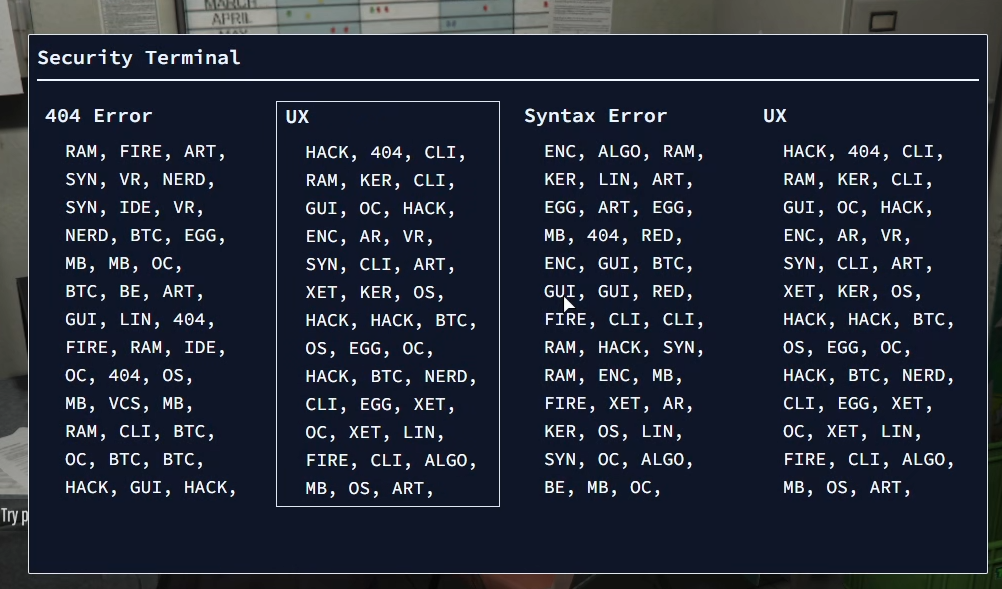 MARCH
APRIL
Security Terminal
404 Error
RAM, FIRE, ART,
SYN, VR, NERD,
SYN, IDE, VR,
NERD, BTC, EGG,
MB, MB, OC,
BTC, BE, ART,
GUI, LIN, 404,
FIRE, RAM, IDE,
OC, 404, OS,
MB, VCS, MB,
RAM, CLI, BTC,
OC, BTC, BTC,
HACK, GUI, HACK,
UX
HACK, 404, CLI,
RAM, KER, CLI,
GUI, OC, HACK,
ENC, AR, VR,
SYN, CLI, ART,
XET, KER, OS,
HACK, HACK, BTC,
OS, EGG, OC,
HACK, BTC, NERD,
CLI, EGG, XET,
OC, XET, LIN,
FIRE, CLI, ALGO,
MB, OS, ART,
Syntax Error
ENC, ALGO, RAM,
KER, LIN, ART,
EGG, ART, EGG,
MB, 404, RED,
ENC, GUI, BTC,
GUI, GUI, RED,
FIRE, CLI, CLI,
RAM, HACK, SYN,
RAM, ENC, MB,
FIRE, XET, AR,
KER, OS, LIN,
SYN, OC, ALGO,
BE, MB, OC,
UX
HACK, 404, CLI,
RAM, KER, CLI,
GUI, OC, HACK,
ENC, AR, VR,
SYN, CLI, ART,
XET, KER, OS,
HACK, HACK, BTC,
OS, EGG, OC,
HACK, BTC, NERD,
CLI, EGG, XET,
OC, XET, LIN,
FIRE, CLI, ALGO,
MB, OS, ART,
Try